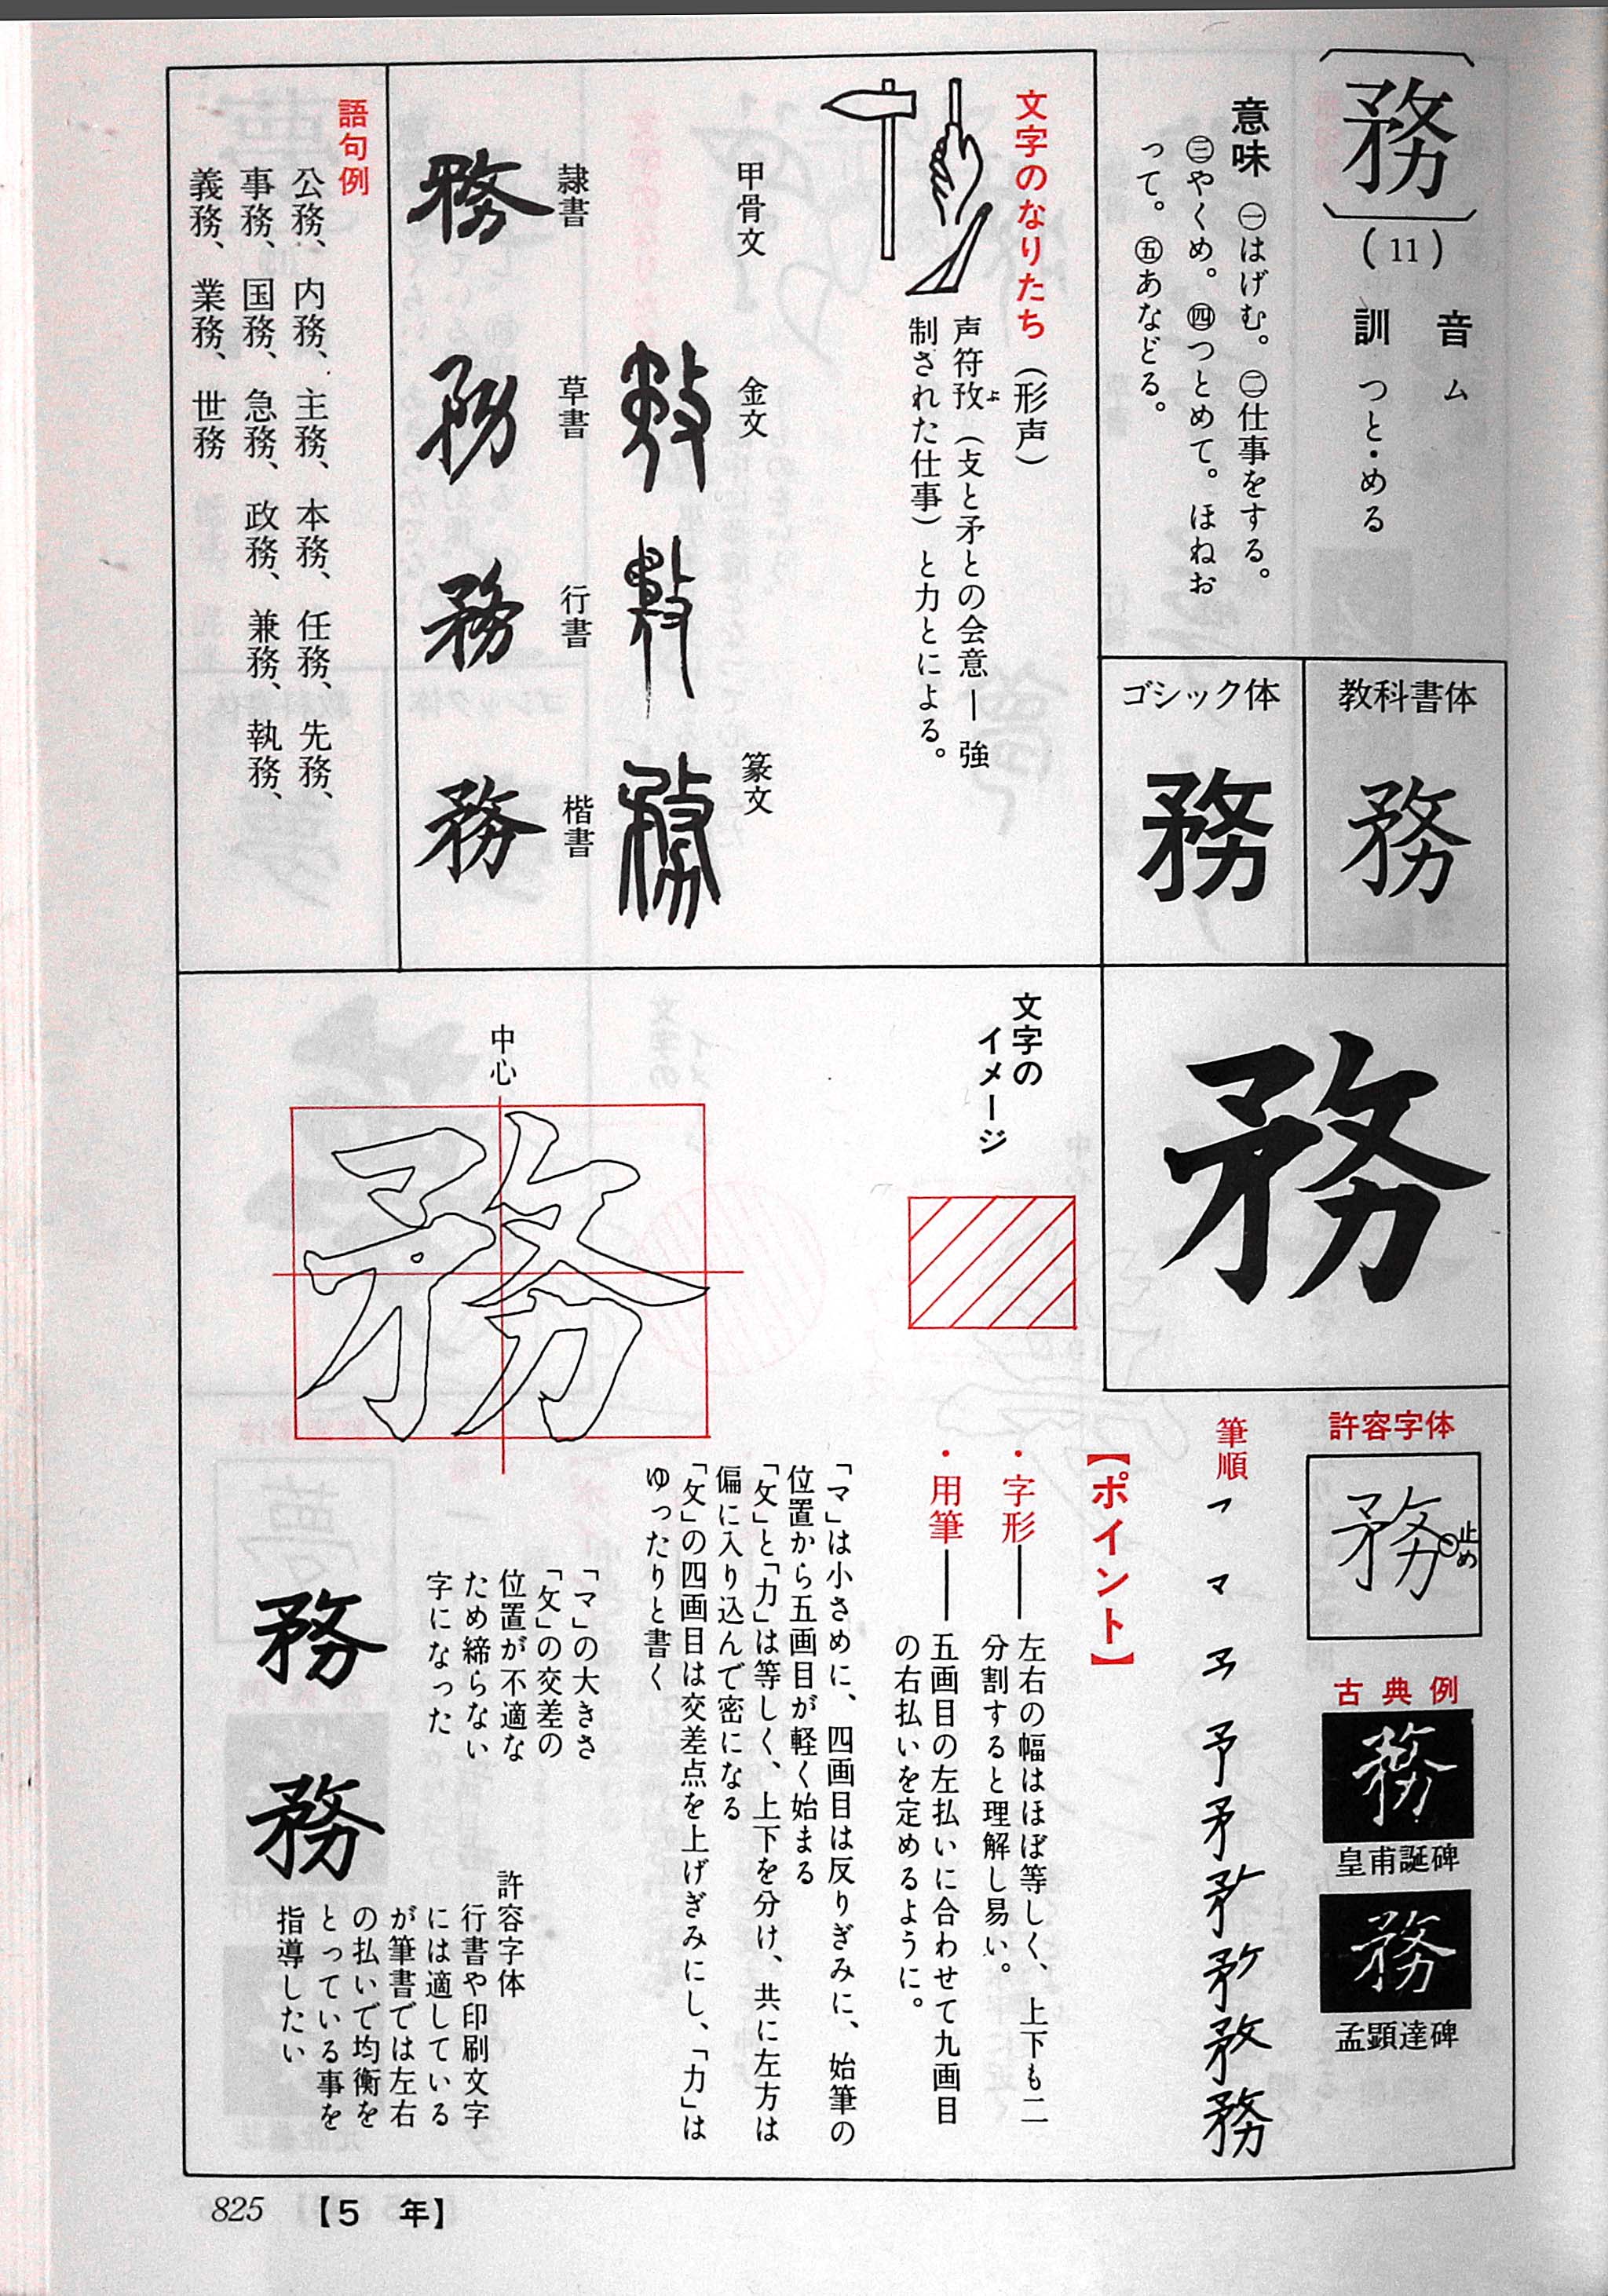 〔務〕(11)
音 ム
訓 つと・める
意味 ㊀はげむ。㊁仕事をする。
㊂やくめ。㊃つとめて。ほねお
って。㊄あなどる。
教科書体
務
ゴシック体
務
文字のなりたち（形声）
声符敄（攴と矛との会意―強
ぶ
制された仕事）と力とによる。
甲骨文
金文
篆文
隷書
草書
行書
楷書
務
務
務
務
語句例
公務、内務、主務、本務、任務、先務、
事務、国務、急務、政務、兼務、執務、
義務、業務、世務
務
文字の
イメージ
中心
務
許容字体
務
止め
古典例
務
皇甫誕碑
務
孟顕達碑
筆順
務
【ポイント】
・字形――左右の幅はほぼ等しく、上下も二
分割すると理解し易い。
・用筆――五画目の左払いに合わせて九画目
の右払いを定めるように。
「マ」は小さめに、四画目は反りぎみに、始筆の
位置から五画目が軽く始まる
「攵」と「力」は等しく、上下を分け、共に左方は
偏に入り込んで密になる
「攵」の四画目は交差点を上げぎみにし、「力」は
ゆったりと書く
「マ」の大きさ
「攵」の交差の
位置が不適な
ため締らない
字になった
務
許容字体
行書や印刷文字
には適している
が筆書では左右
の払いで均衡を
とっている事を
指導したい
務
825 【5 年】